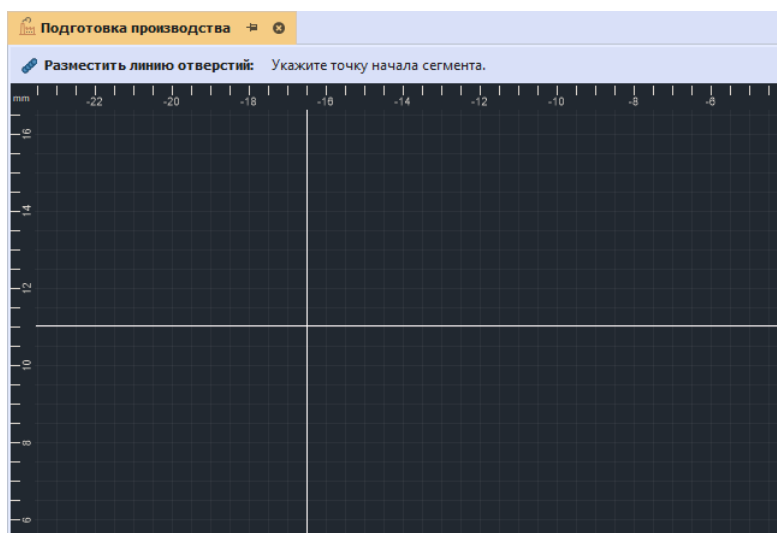 Подготовка производства
Разместить линию отверстий: Укажите точку начала сегмента.
mm -22 -20 -18 -16 -14 -12 -10 -8 -6
16
14
12
10
8
6